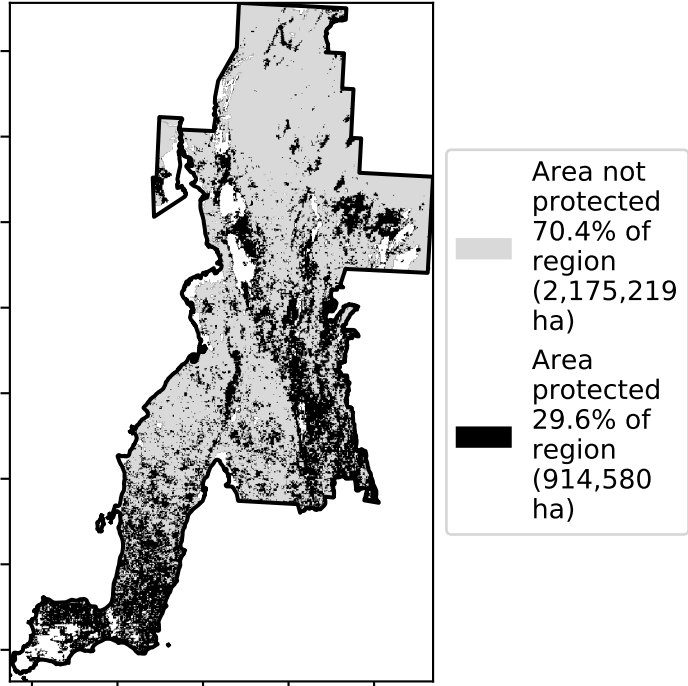 Area not
protected
70.4% of
region
(2,175,219
ha)
Area
protected
29.6% of
region
(914,580
ha)